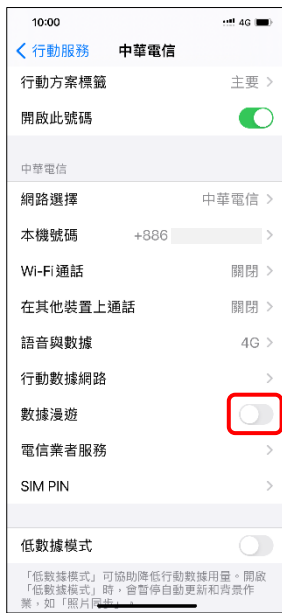 10:00
4G
行動服務 中華電信
行動方案標籤 主要
開啟此號碼
中華電信
網路選擇 中華電信
本機號碼 +886
Wi-Fi 通話 關閉
在其他裝置上通話 關閉
語音與數據 4G
行動數據網路
數據漫遊
電信業者服務
SIM PIN
低數據模式
「低數據模式」可協助降低行動數據用量。開啟
「低數據模式」時，會暫停自動更新和背景作
業，如「照片同步」。